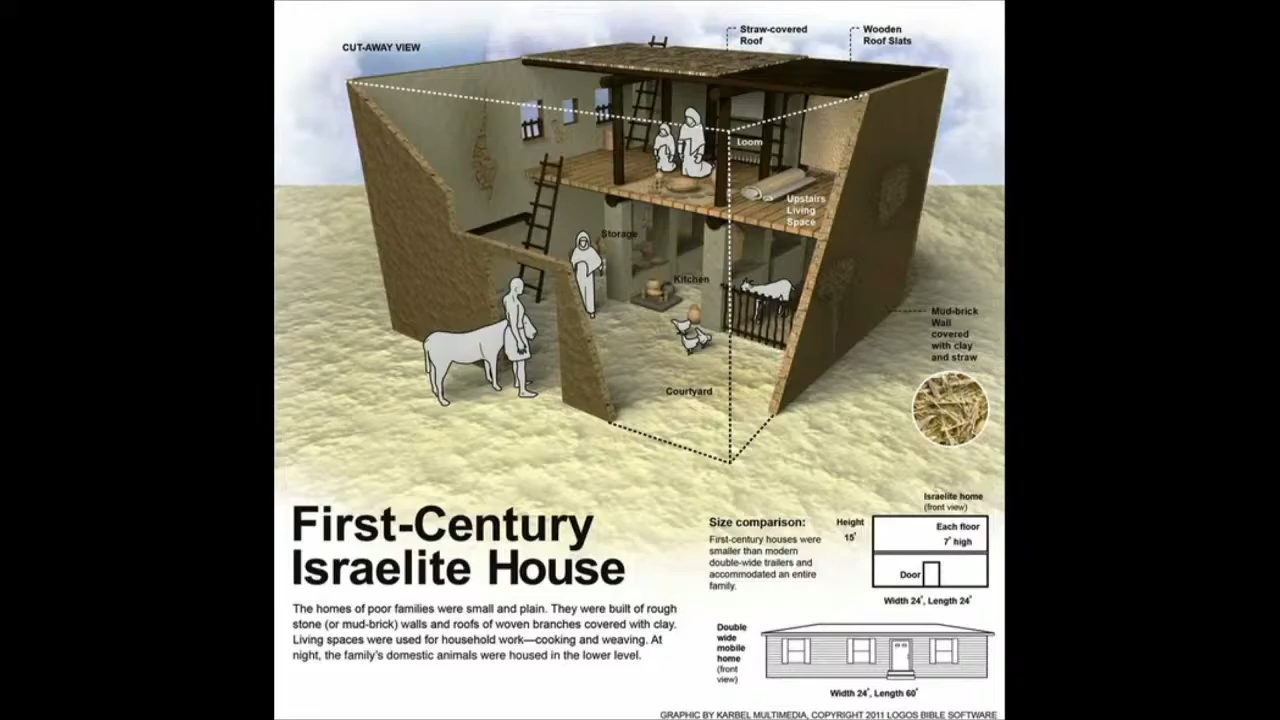 CUT-AWAY VIEW
Straw-covered
Roof
Wooden
Roof Slats
Loom
Upstairs
Living
Space
Storage
Kitchen
Courtyard
Mud-brick
Wall
covered
with clay
and straw
First-Century
Israelite House
The homes of poor families were small and plain. They were built of rough
stone (or mud-brick) walls and roofs of woven branches covered with clay.
Living spaces were used for household work—cooking and weaving. At
night, the family's domestic animals were housed in the lower level.
Size comparison:
First-century houses were
smaller than modern
double-wide trailers and
accommodated an entire
family.
Height
15'
Israelite home
(front view)
Each floor
7' high
Door
Width 24', Length 24'
Double
wide
mobile
home
(front
view)
Width 24', Length 60'
GRAPHIC BY KARBEL MULTIMEDIA, COPYRIGHT 2011 LOGOS BIBLE SOFTWARE